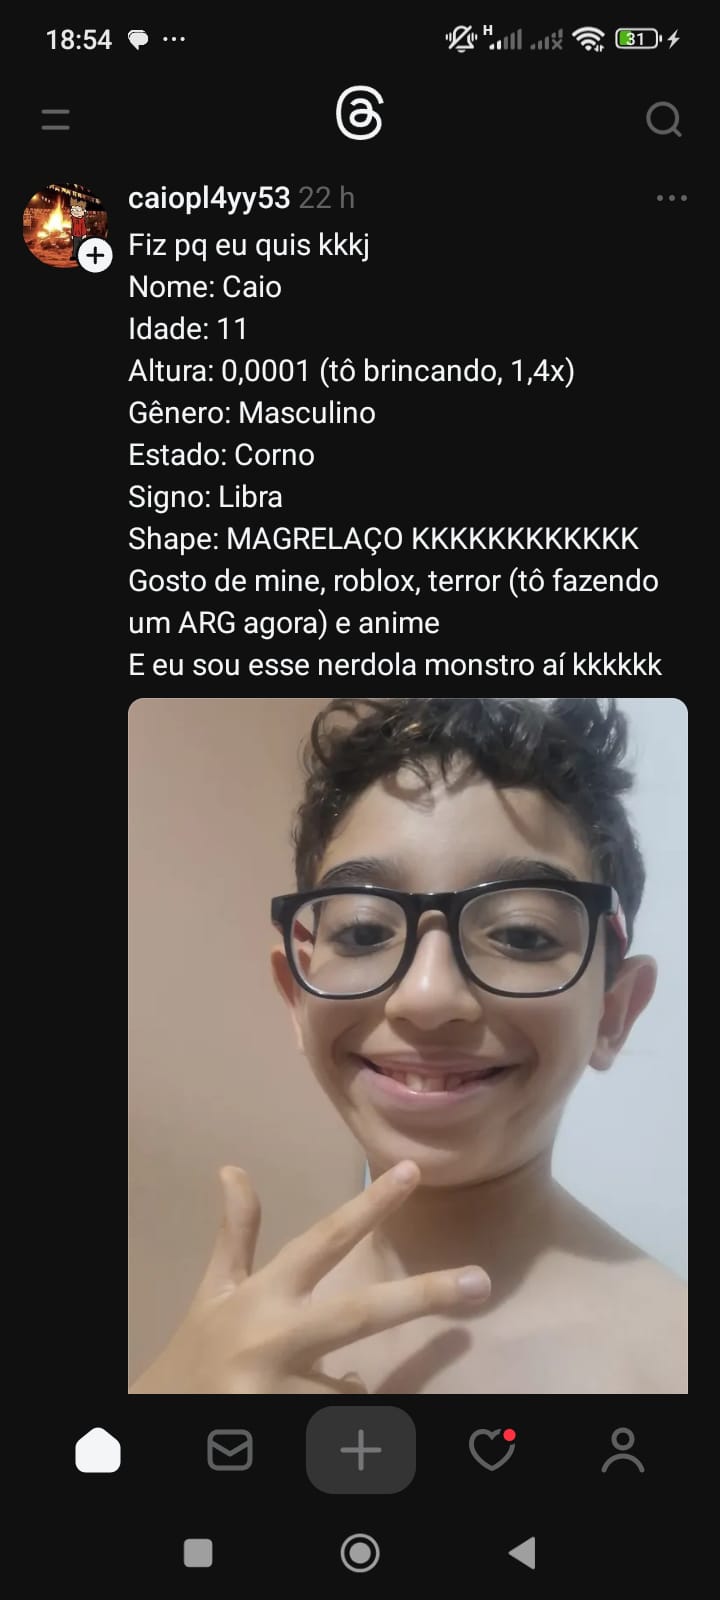 18:54
H
31
caiopl4yy53 22 h
Fiz pq eu quis kkkj
Nome: Caio
Idade: 11
Altura: 0,0001 (tô brincando, 1,4x)
Gênero: Masculino
Estado: Corno
Signo: Libra
Shape: MAGRELAÇO KKKKKKKKKKKK
Gosto de mine, roblox, terror (tô fazendo
um ARG agora) e anime
E eu sou esse nerdola monstro aí kkkkkk